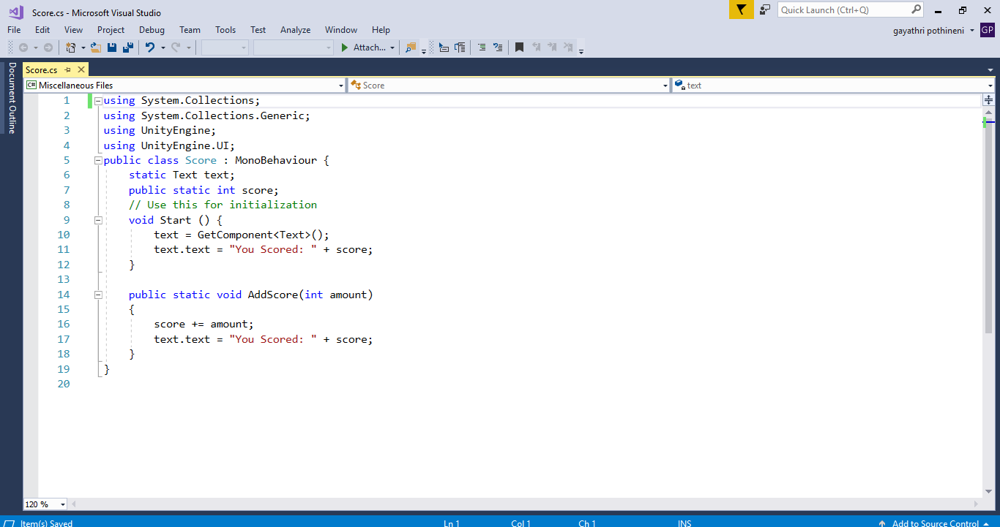 Score.cs - Microsoft Visual Studio
Quick Launch (Ctrl+Q)
File Edit View Project Debug Team Tools Test Analyze Window Help
gayathri pothineni GP
Attach...
Document Outline
Score.cs
C# Miscellaneous Files
Score
text
1 using System.Collections;
2 using System.Collections.Generic;
3 using UnityEngine;
4 using UnityEngine.UI;
5 public class Score : MonoBehaviour {
6 static Text text;
7 public static int score;
8 // Use this for initialization
9 void Start () {
10 text = GetComponent<Text>();
11 text.text = "You Scored: " + score;
12 }
13
14 public static void AddScore(int amount)
15 {
16 score += amount;
17 text.text = "You Scored: " + score;
18 }
19 }
20
120 %
Item(s) Saved
Ln 1
Col 1
Ch 1
INS
Add to Source Control